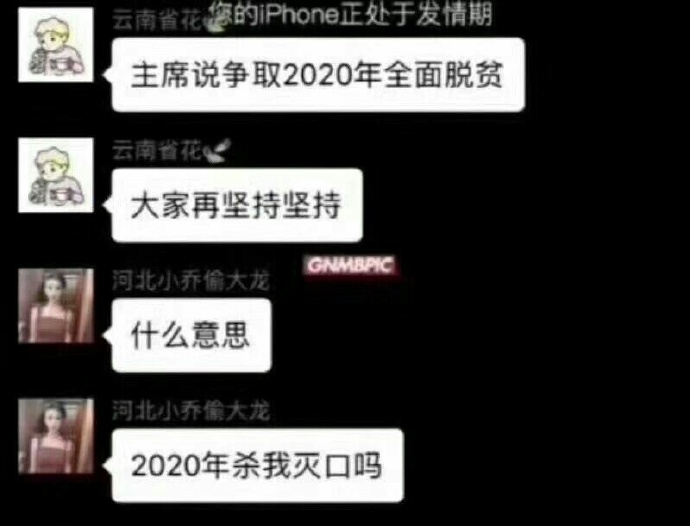 您的iPhone正处于发情期
云南省花
主席说争取2020年全面脱贫
云南省花
大家再坚持坚持
GNMBPIC
河北小乔偷大龙
什么意思
河北小乔偷大龙
2020年杀我灭口吗